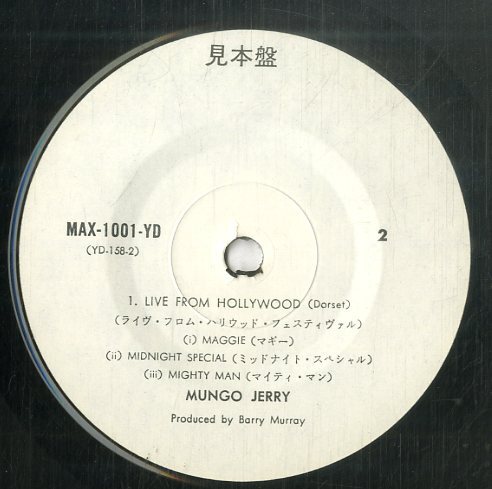 見本盤
MAX-1001-YD
(YD-158-2)
2
1. LIVE FROM HOLLYWOOD (Dorset)
(ライヴ・フロム・ハリウッド・フェスティヴァル)
(i) MAGGIE (マギー)
(ii) MIDNIGHT SPECIAL (ミッドナイト・スペシャル)
(iii) MIGHTY MAN (マイティ・マン)
MUNGO JERRY
Produced by Barry Murray